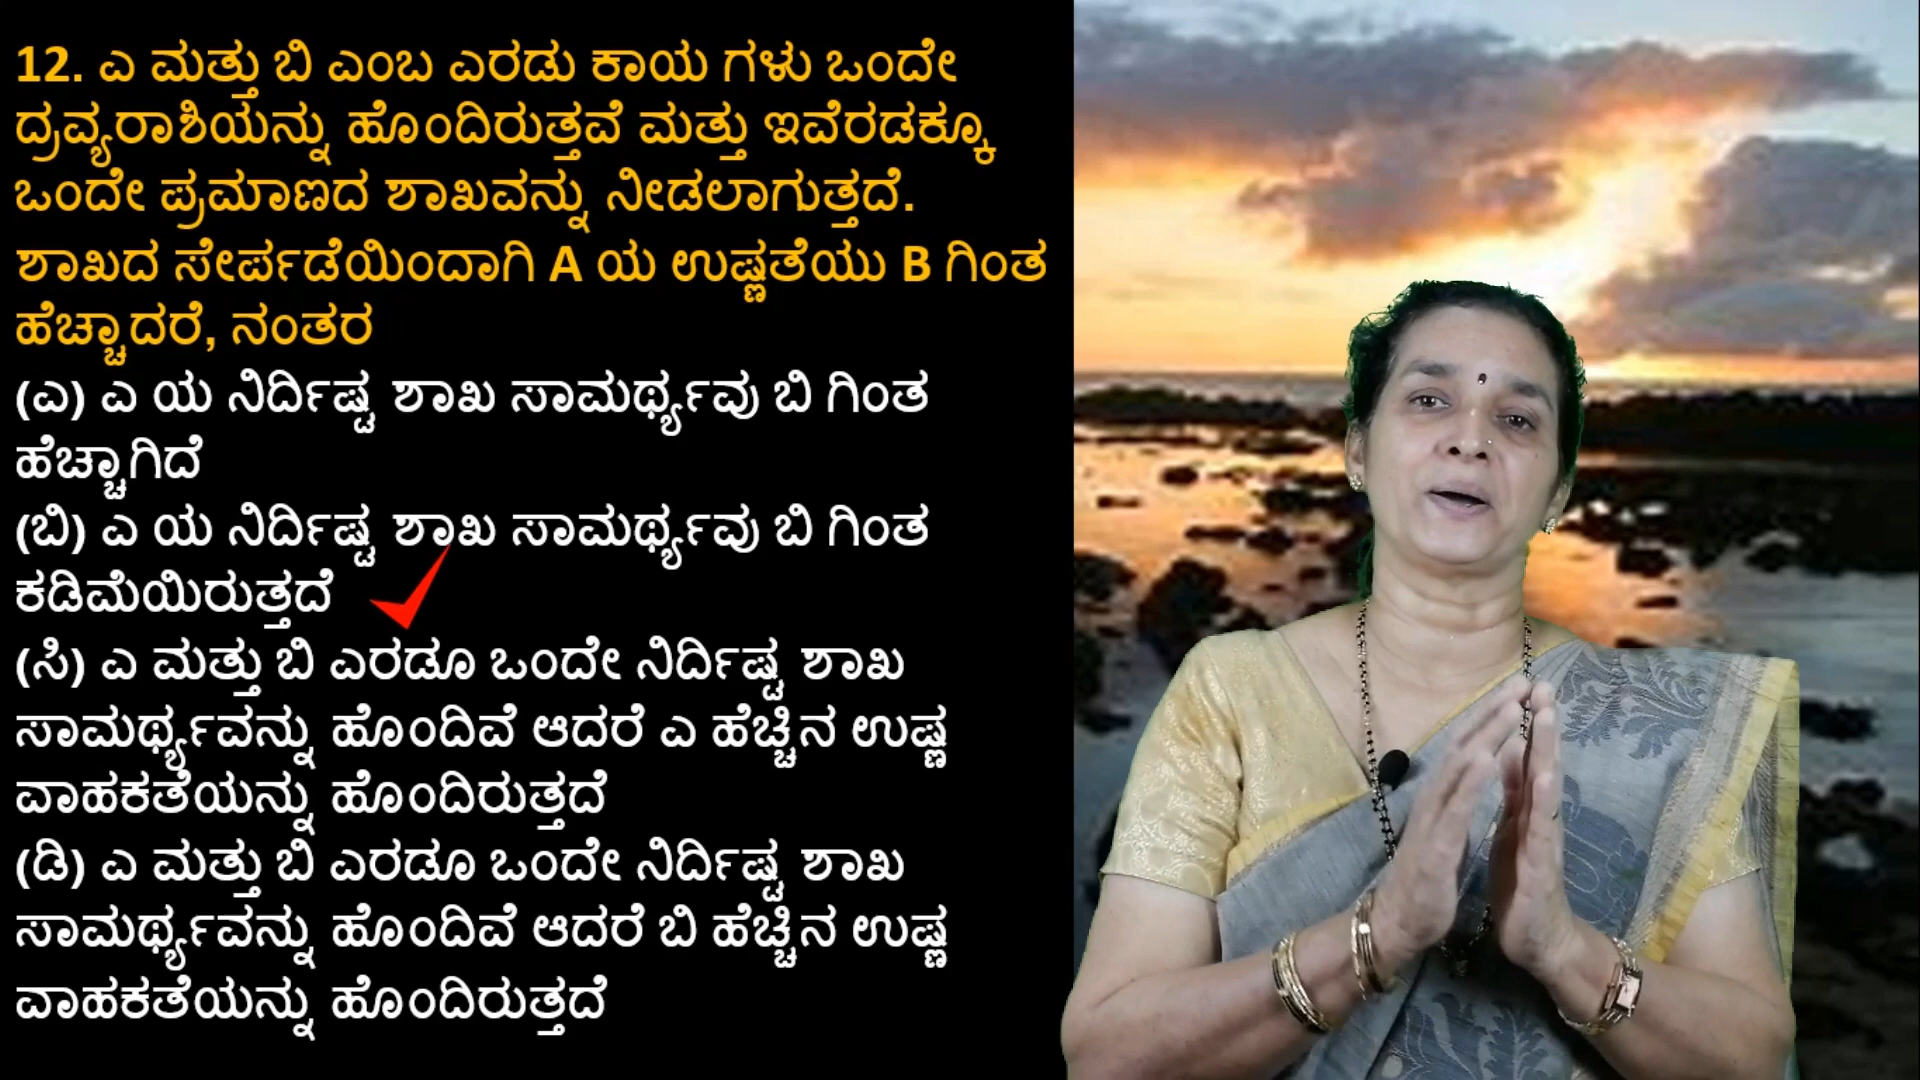 12. ಎ ಮತ್ತು ಬಿ ಎಂಬ ಎರಡು ಕಾಯ ಗಳು ಒಂದೇ
ದ್ರವ್ಯರಾಶಿಯನ್ನು ಹೊಂದಿರುತ್ತವೆ ಮತ್ತು ಇವೆರಡಕ್ಕೂ
ಒಂದೇ ಪ್ರಮಾಣದ ಶಾಖವನ್ನು ನೀಡಲಾಗುತ್ತದೆ.
ಶಾಖದ ಸೇರ್ಪಡೆಯಿಂದಾಗಿ A ಯ ಉಷ್ಣತೆಯು B ಗಿಂತ
ಹೆಚ್ಚಾದರೆ, ನಂತರ
(ಎ) ಎ ಯ ನಿರ್ದಿಷ್ಟ ಶಾಖ ಸಾಮರ್ಥ್ಯವು ಬಿ ಗಿಂತ
ಹೆಚ್ಚಾಗಿದೆ
(ಬಿ) ಎ ಯ ನಿರ್ದಿಷ್ಟ ಶಾಖ ಸಾಮರ್ಥ್ಯವು ಬಿ ಗಿಂತ
ಕಡಿಮೆಯಿರುತ್ತದೆ
(ಸಿ) ಎ ಮತ್ತು ಬಿ ಎರಡೂ ಒಂದೇ ನಿರ್ದಿಷ್ಟ ಶಾಖ
ಸಾಮರ್ಥ್ಯವನ್ನು ಹೊಂದಿವೆ ಆದರೆ ಎ ಹೆಚ್ಚಿನ ಉಷ್ಣ
ವಾಹಕತೆಯನ್ನು ಹೊಂದಿರುತ್ತದೆ
(ಡಿ) ಎ ಮತ್ತು ಬಿ ಎರಡೂ ಒಂದೇ ನಿರ್ದಿಷ್ಟ ಶಾಖ
ಸಾಮರ್ಥ್ಯವನ್ನು ಹೊಂದಿವೆ ಆದರೆ ಬಿ ಹೆಚ್ಚಿನ ಉಷ್ಣ
ವಾಹಕತೆಯನ್ನು ಹೊಂದಿರುತ್ತದೆ